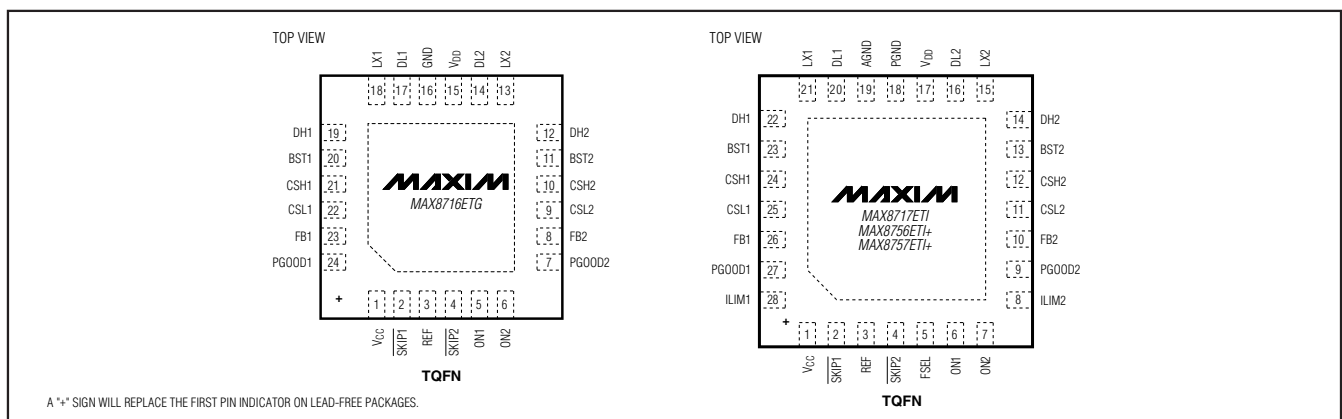 TOP VIEW
LX1 DL1 GND VDD DL2 LX2
18 17 16 15 14 13
DH1 19 12 DH2
BST1 20 11 BST2
CSH1 21 10 CSH2
CSL1 22 9 CSL2
FB1 23 8 FB2
PGOOD1 24 7 PGOOD2
MAXIM
MAX8716ETG
+
1 2 3 4 5 6
VCC SKIP1 REF SKIP2 ON1 ON2
TQFN
TOP VIEW
LX1 DL1 AGND PGND VDD DL2 LX2
21 20 19 18 17 16 15
DH1 22 14 DH2
BST1 23 13 BST2
CSH1 24 12 CSH2
CSL1 25 11 CSL2
FB1 26 10 FB2
PGOOD1 27 9 PGOOD2
ILIM1 28 8 ILIM2
MAXIM
MAX8717ETI
MAX8756ETI+
MAX8757ETI+
+
1 2 3 4 5 6 7
VCC SKIP1 REF SKIP2 FSEL ON1 ON2
TQFN
A "+" SIGN WILL REPLACE THE FIRST PIN INDICATOR ON LEAD-FREE PACKAGES.